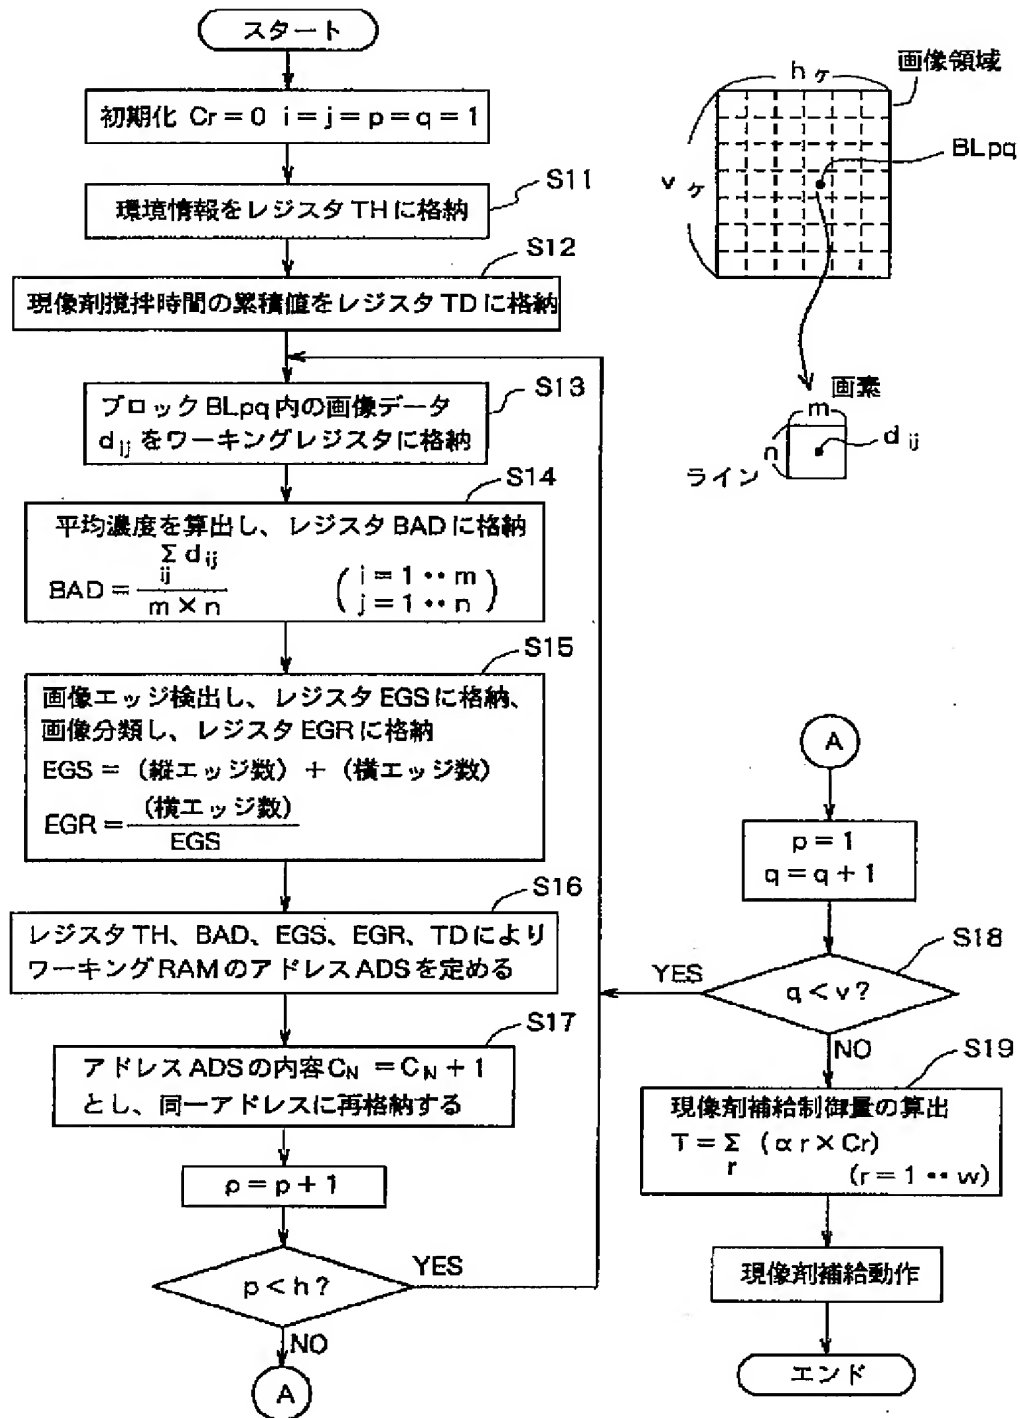 スタート
初期化 Cr=0 i=j=p=q=1
S11
環境情報をレジスタTHに格納
S12
現像剤攪拌時間の累積値をレジスタTDに格納
S13
ブロックBLpq内の画像データ
dijをワーキングレジスタに格納
S14
平均濃度を算出し、レジスタBADに格納
Σdij
ij
BAD=
m×n
(i=1‥m
j=1‥n)
S15
画像エッジ検出し、レジスタEGSに格納、
画像分類し、レジスタEGRに格納
EGS=(縦エッジ数)+(横エッジ数)
(横エッジ数)
EGR=
EGS
S16
レジスタTH、BAD、EGS、EGR、TDにより
ワーキングRAMのアドレスADSを定める
S17
アドレスADSの内容CN=CN+1
とし、同一アドレスに再格納する
p=p+1
p<h?
YES
NO
A
hヶ
画像領域
vヶ
BLpq
画素
m
n
ライン
dij
A
p=1
q=q+1
S18
q<v?
YES
NO
S19
現像剤補給制御量の算出
T=Σ(αr×Cr)
r
(r=1‥w)
現像剤補給動作
エンド